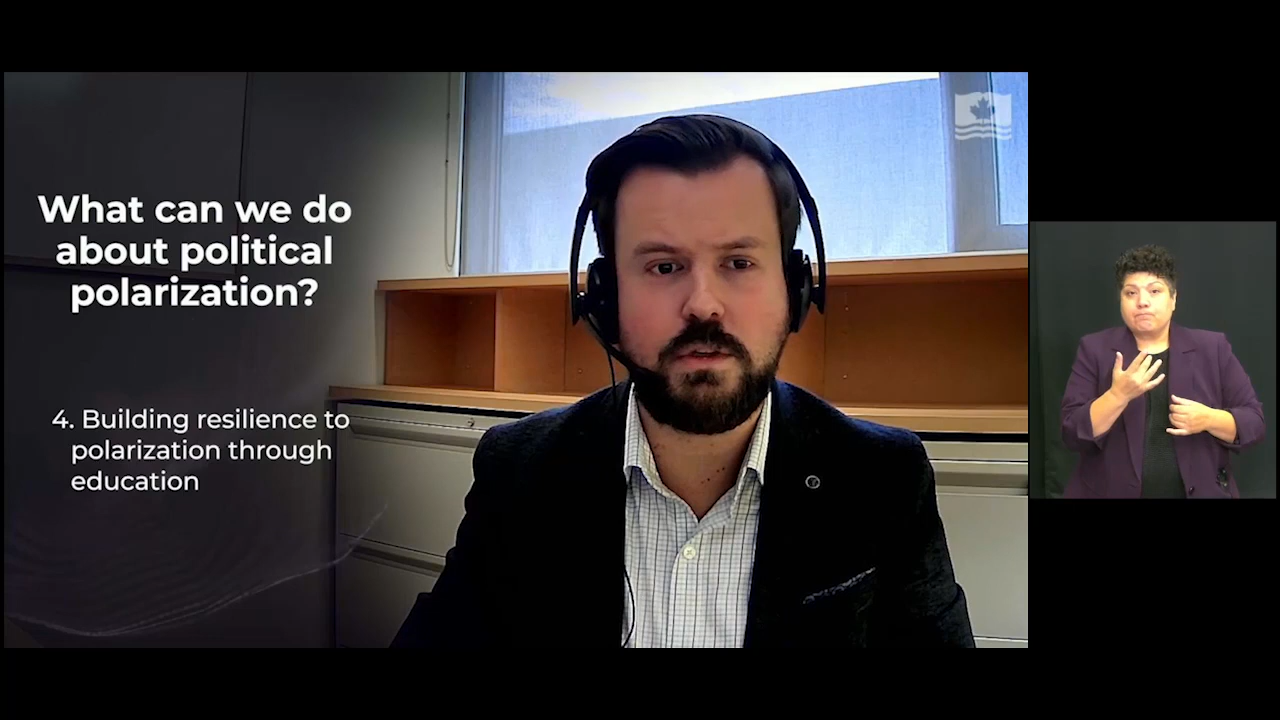 What can we do
about political
polarization?
4. Building resilience to
polarization through
education